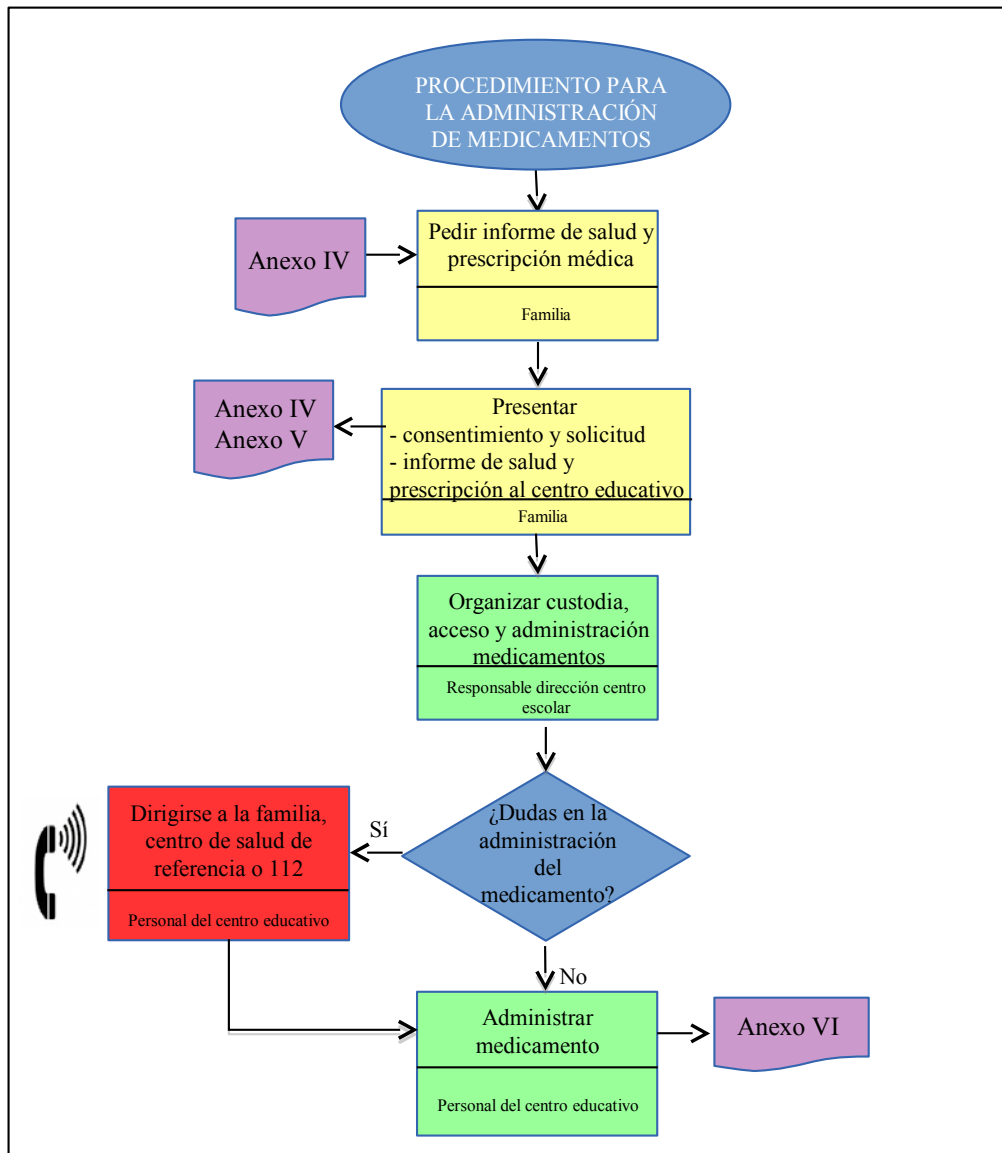 PROCEDIMIENTO PARA
LA ADMINISTRACIÓN
DE MEDICAMENTOS
Anexo IV
Pedir informe de salud y
prescripción médica
Familia
Anexo IV
Anexo V
Presentar
- consentimiento y solicitud
- informe de salud y
prescripción al centro educativo
Familia
Organizar custodia,
acceso y administración
medicamentos
Responsable dirección centro
escolar
¿Dudas en la
administración
del
medicamento?
Sí
Dirigirse a la familia,
centro de salud de
referencia o 112
Personal del centro educativo
No
Administrar
medicamento
Personal del centro educativo
Anexo VI